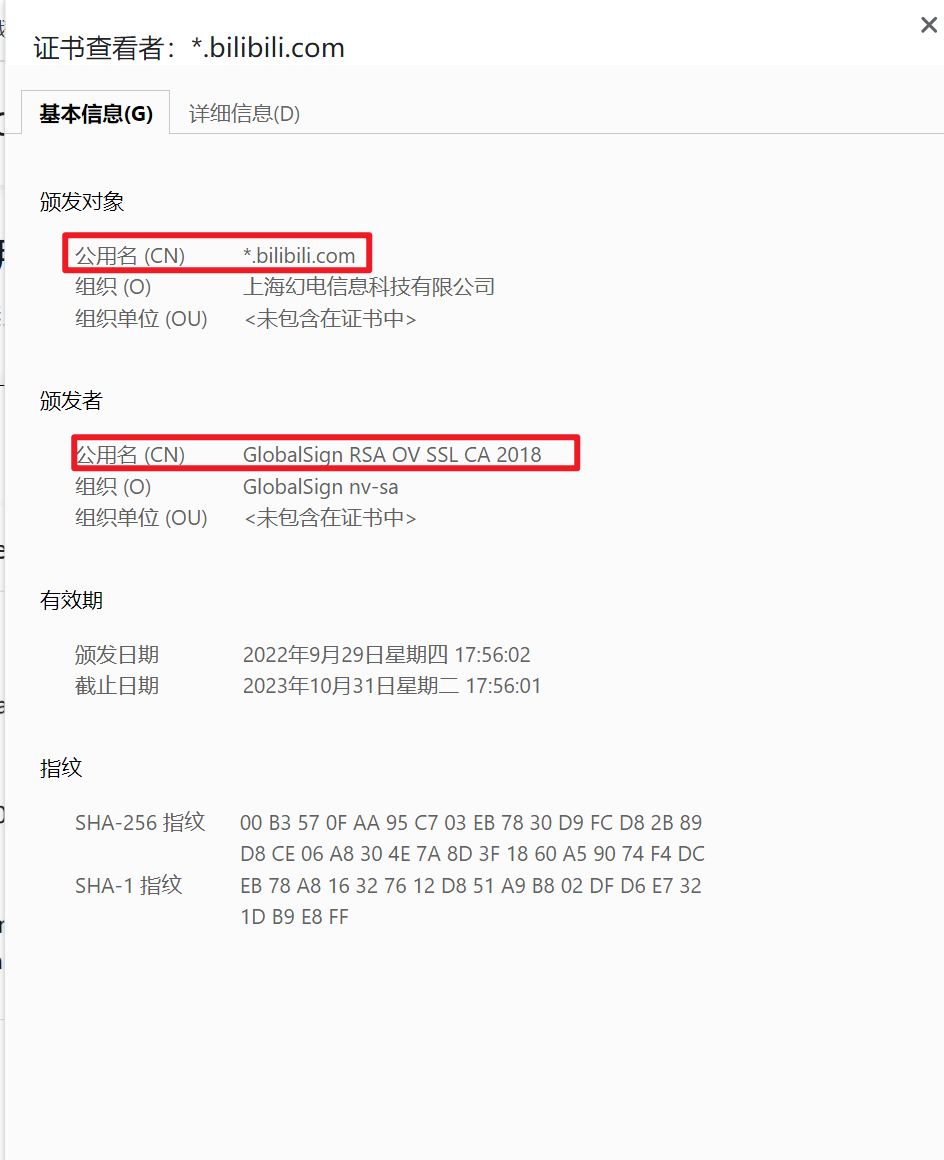 证书查看者：*.bilibili.com
基本信息(G) 详细信息(D)
颁发对象
公用名 (CN) *.bilibili.com
组织 (O) 上海幻电信息科技有限公司
组织单位 (OU) <未包含在证书中>
颁发者
公用名 (CN) GlobalSign RSA OV SSL CA 2018
组织 (O) GlobalSign nv-sa
组织单位 (OU) <未包含在证书中>
有效期
颁发日期 2022年9月29日星期四 17:56:02
截止日期 2023年10月31日星期二 17:56:01
指纹
SHA-256 指纹 00 B3 57 0F AA 95 C7 03 EB 78 30 D9 FC D8 2B 89
D8 CE 06 A8 30 4E 7A 8D 3F 18 60 A5 90 74 F4 DC
SHA-1 指纹 EB 78 A8 16 32 76 12 D8 51 A9 B8 02 DF D6 E7 32
1D B9 E8 FF